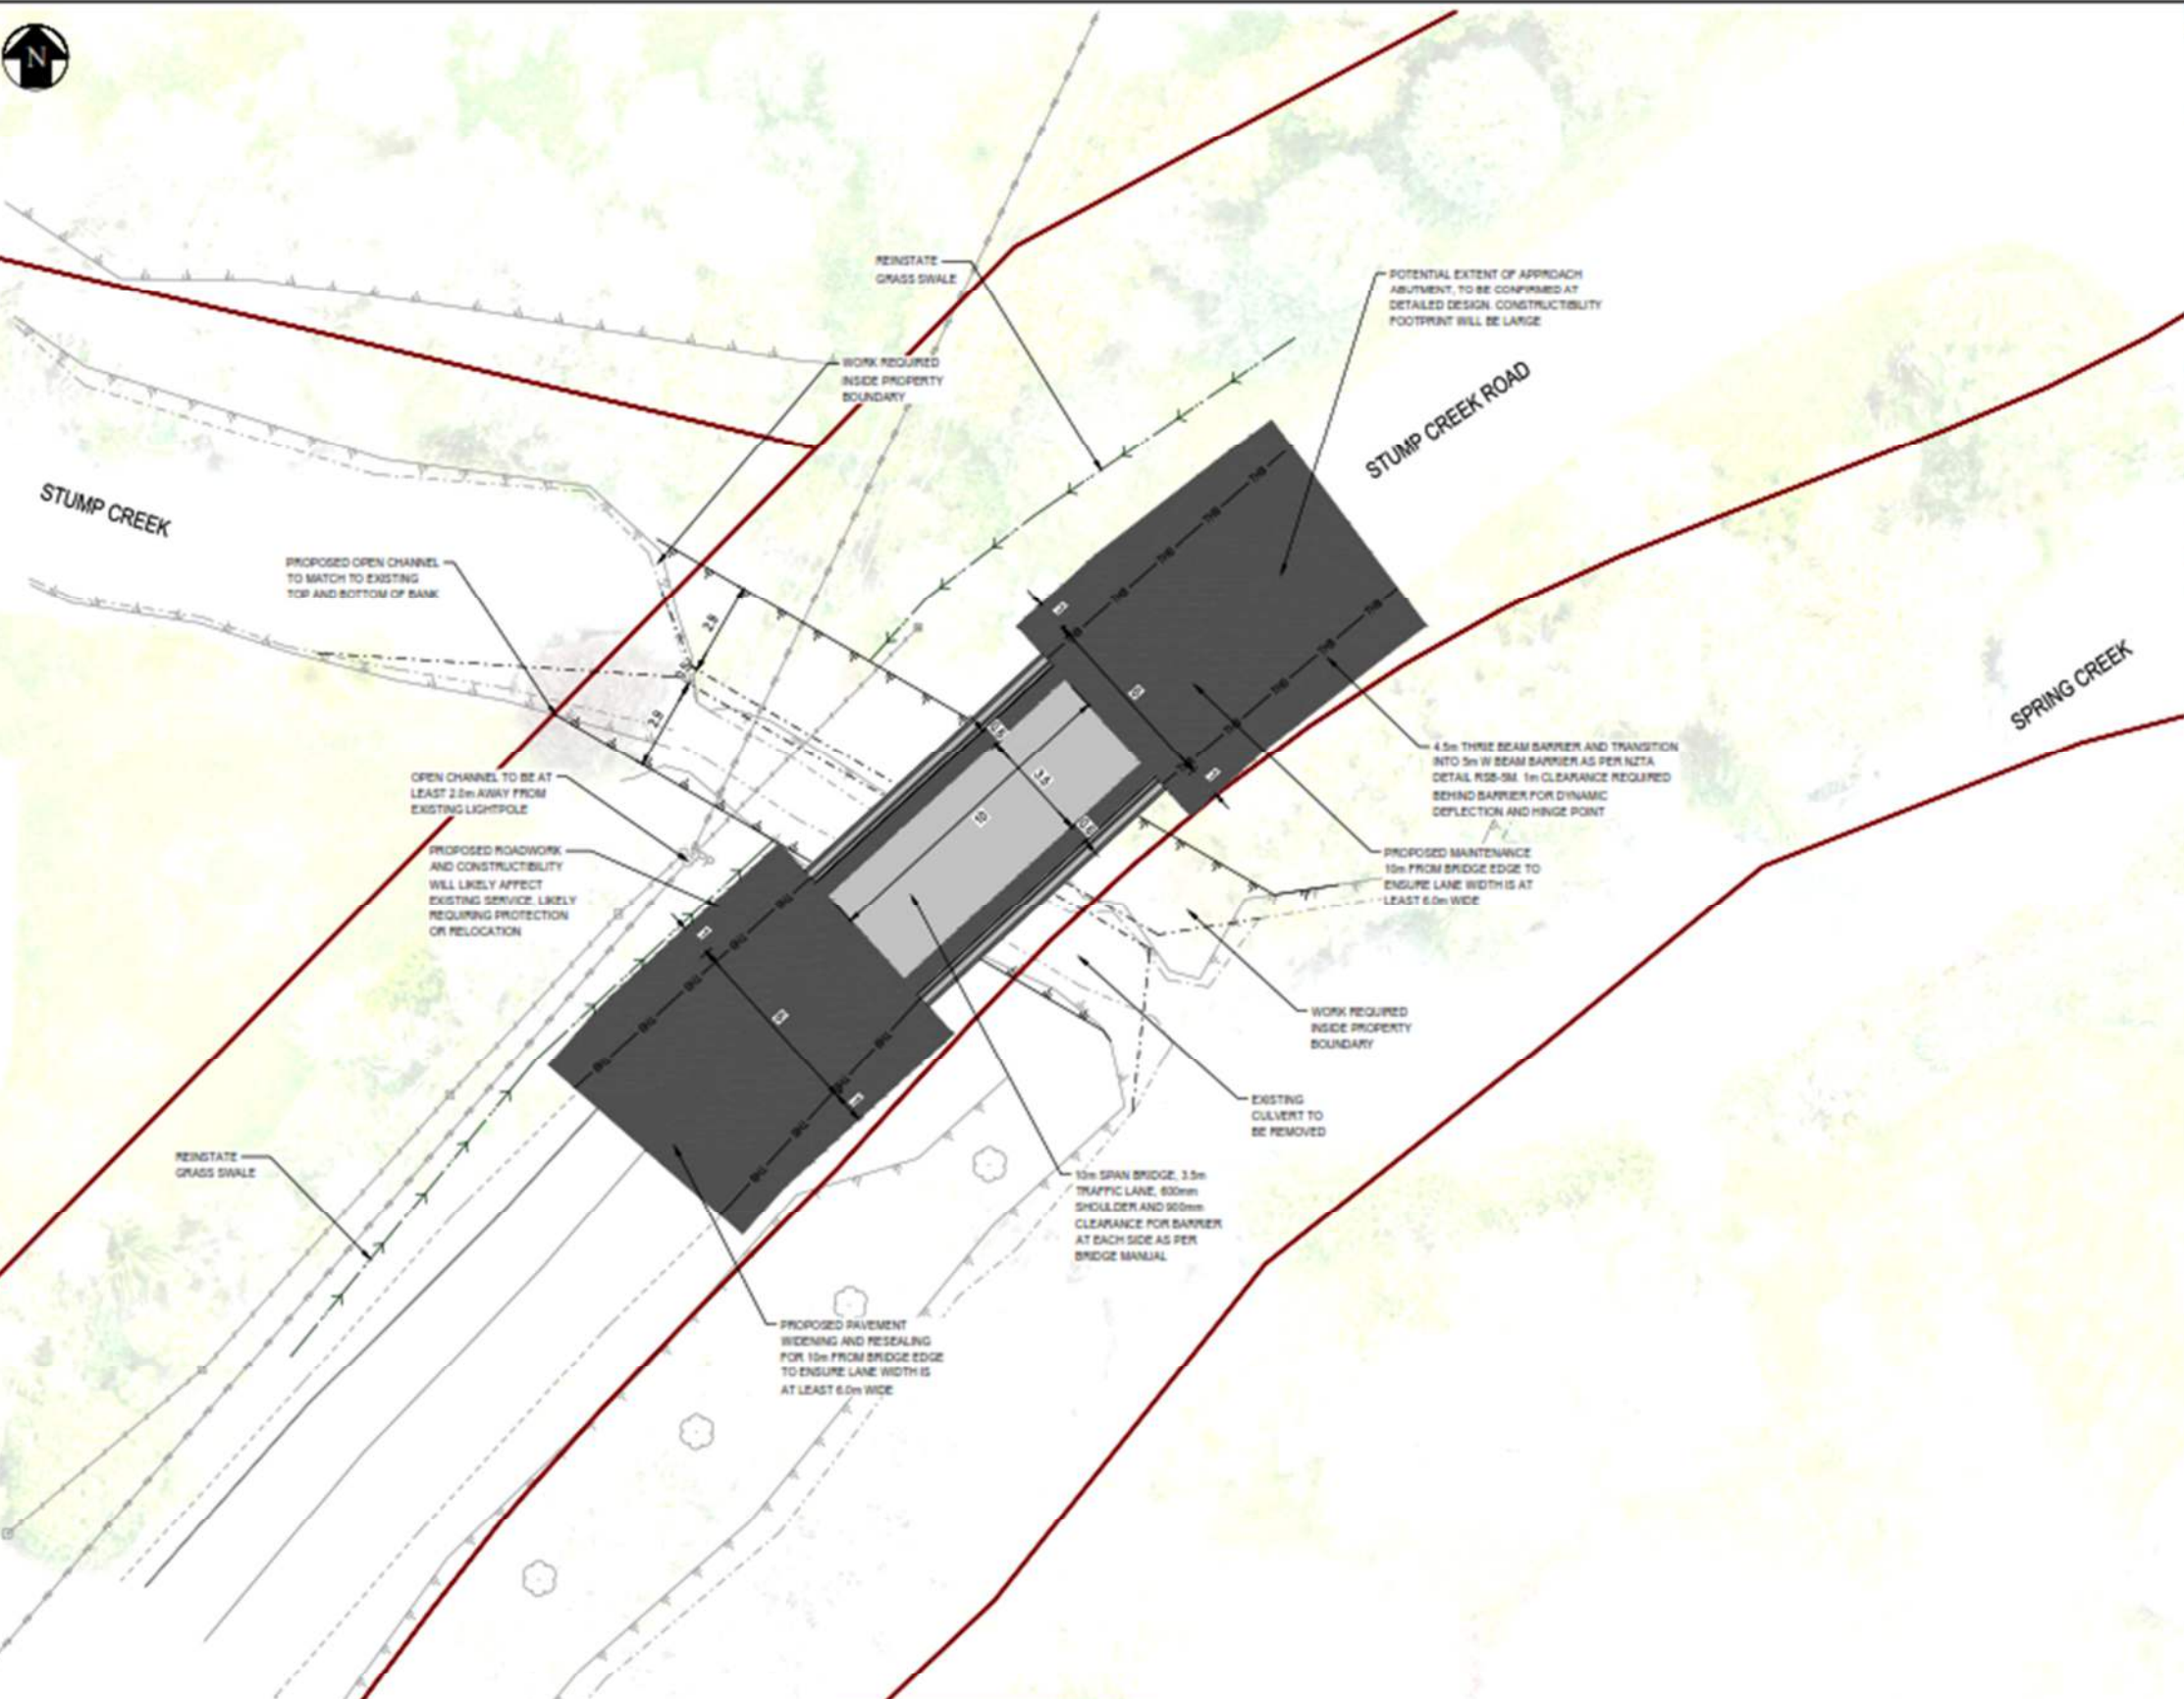 N
REINSTATE
GRASS SWALE
POTENTIAL EXTENT OF APPROACH
ABUTMENT, TO BE CONFIRMED AT
DETAILED DESIGN. CONSTRUCTIBILITY
FOOTPRINT WILL BE LARGE
WORK REQUIRED
INSIDE PROPERTY
BOUNDARY
STUMP CREEK ROAD
STUMP CREEK
PROPOSED OPEN CHANNEL
TO MATCH TO EXISTING
TOP AND BOTTOM OF BANK
SPRING CREEK
2.9
2.9
3.5
10
OPEN CHANNEL TO BE AT
LEAST 2.0m AWAY FROM
EXISTING LIGHTPOLE
4.5m THRIE BEAM BARRIER AND TRANSITION
INTO 5m W BEAM BARRIER AS PER NZTA
DETAIL RSB-5M. 1m CLEARANCE REQUIRED
BEHIND BARRIER FOR DYNAMIC
DEFLECTION AND HINGE POINT
PROPOSED ROADWORK
AND CONSTRUCTIBILITY
WILL LIKELY AFFECT
EXISTING SERVICE, LIKELY
REQUIRING PROTECTION
OR RELOCATION
PROPOSED MAINTENANCE
10m FROM BRIDGE EDGE TO
ENSURE LANE WIDTH IS AT
LEAST 6.0m WIDE
WORK REQUIRED
INSIDE PROPERTY
BOUNDARY
EXISTING
CULVERT TO
BE REMOVED
REINSTATE
GRASS SWALE
10m SPAN BRIDGE, 3.5m
TRAFFIC LANE, 600mm
SHOULDER AND 900mm
CLEARANCE FOR BARRIER
AT EACH SIDE AS PER
BRIDGE MANUAL
PROPOSED PAVEMENT
WIDENING AND RESEALING
FOR 10m FROM BRIDGE EDGE
TO ENSURE LANE WIDTH IS
AT LEAST 6.0m WIDE